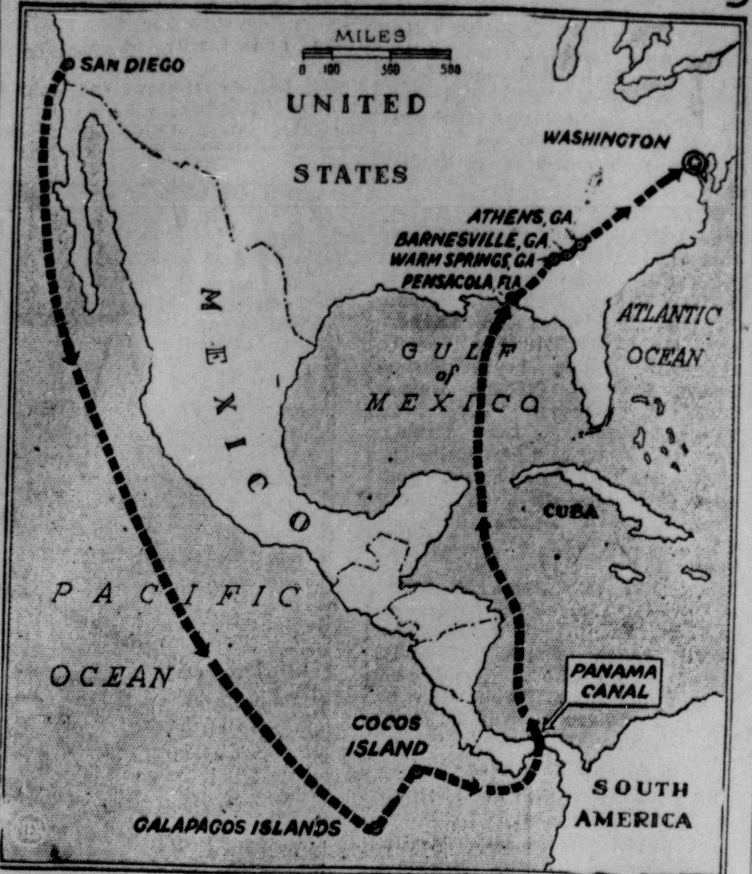 MILES
0 100 300 500
SAN DIEGO
UNITED
STATES
WASHINGTON
ATHENS, GA.
BARNESVILLE, GA
WARM SPRINGS, GA
PENSACOLA, FLA
ATLANTIC
OCEAN
GULF
of
MEXICO
MEXICO
CUBA
PACIFIC
OCEAN
PANAMA
CANAL
COCOS
ISLAND
GALAPAGOS ISLANDS
SOUTH
AMERICA